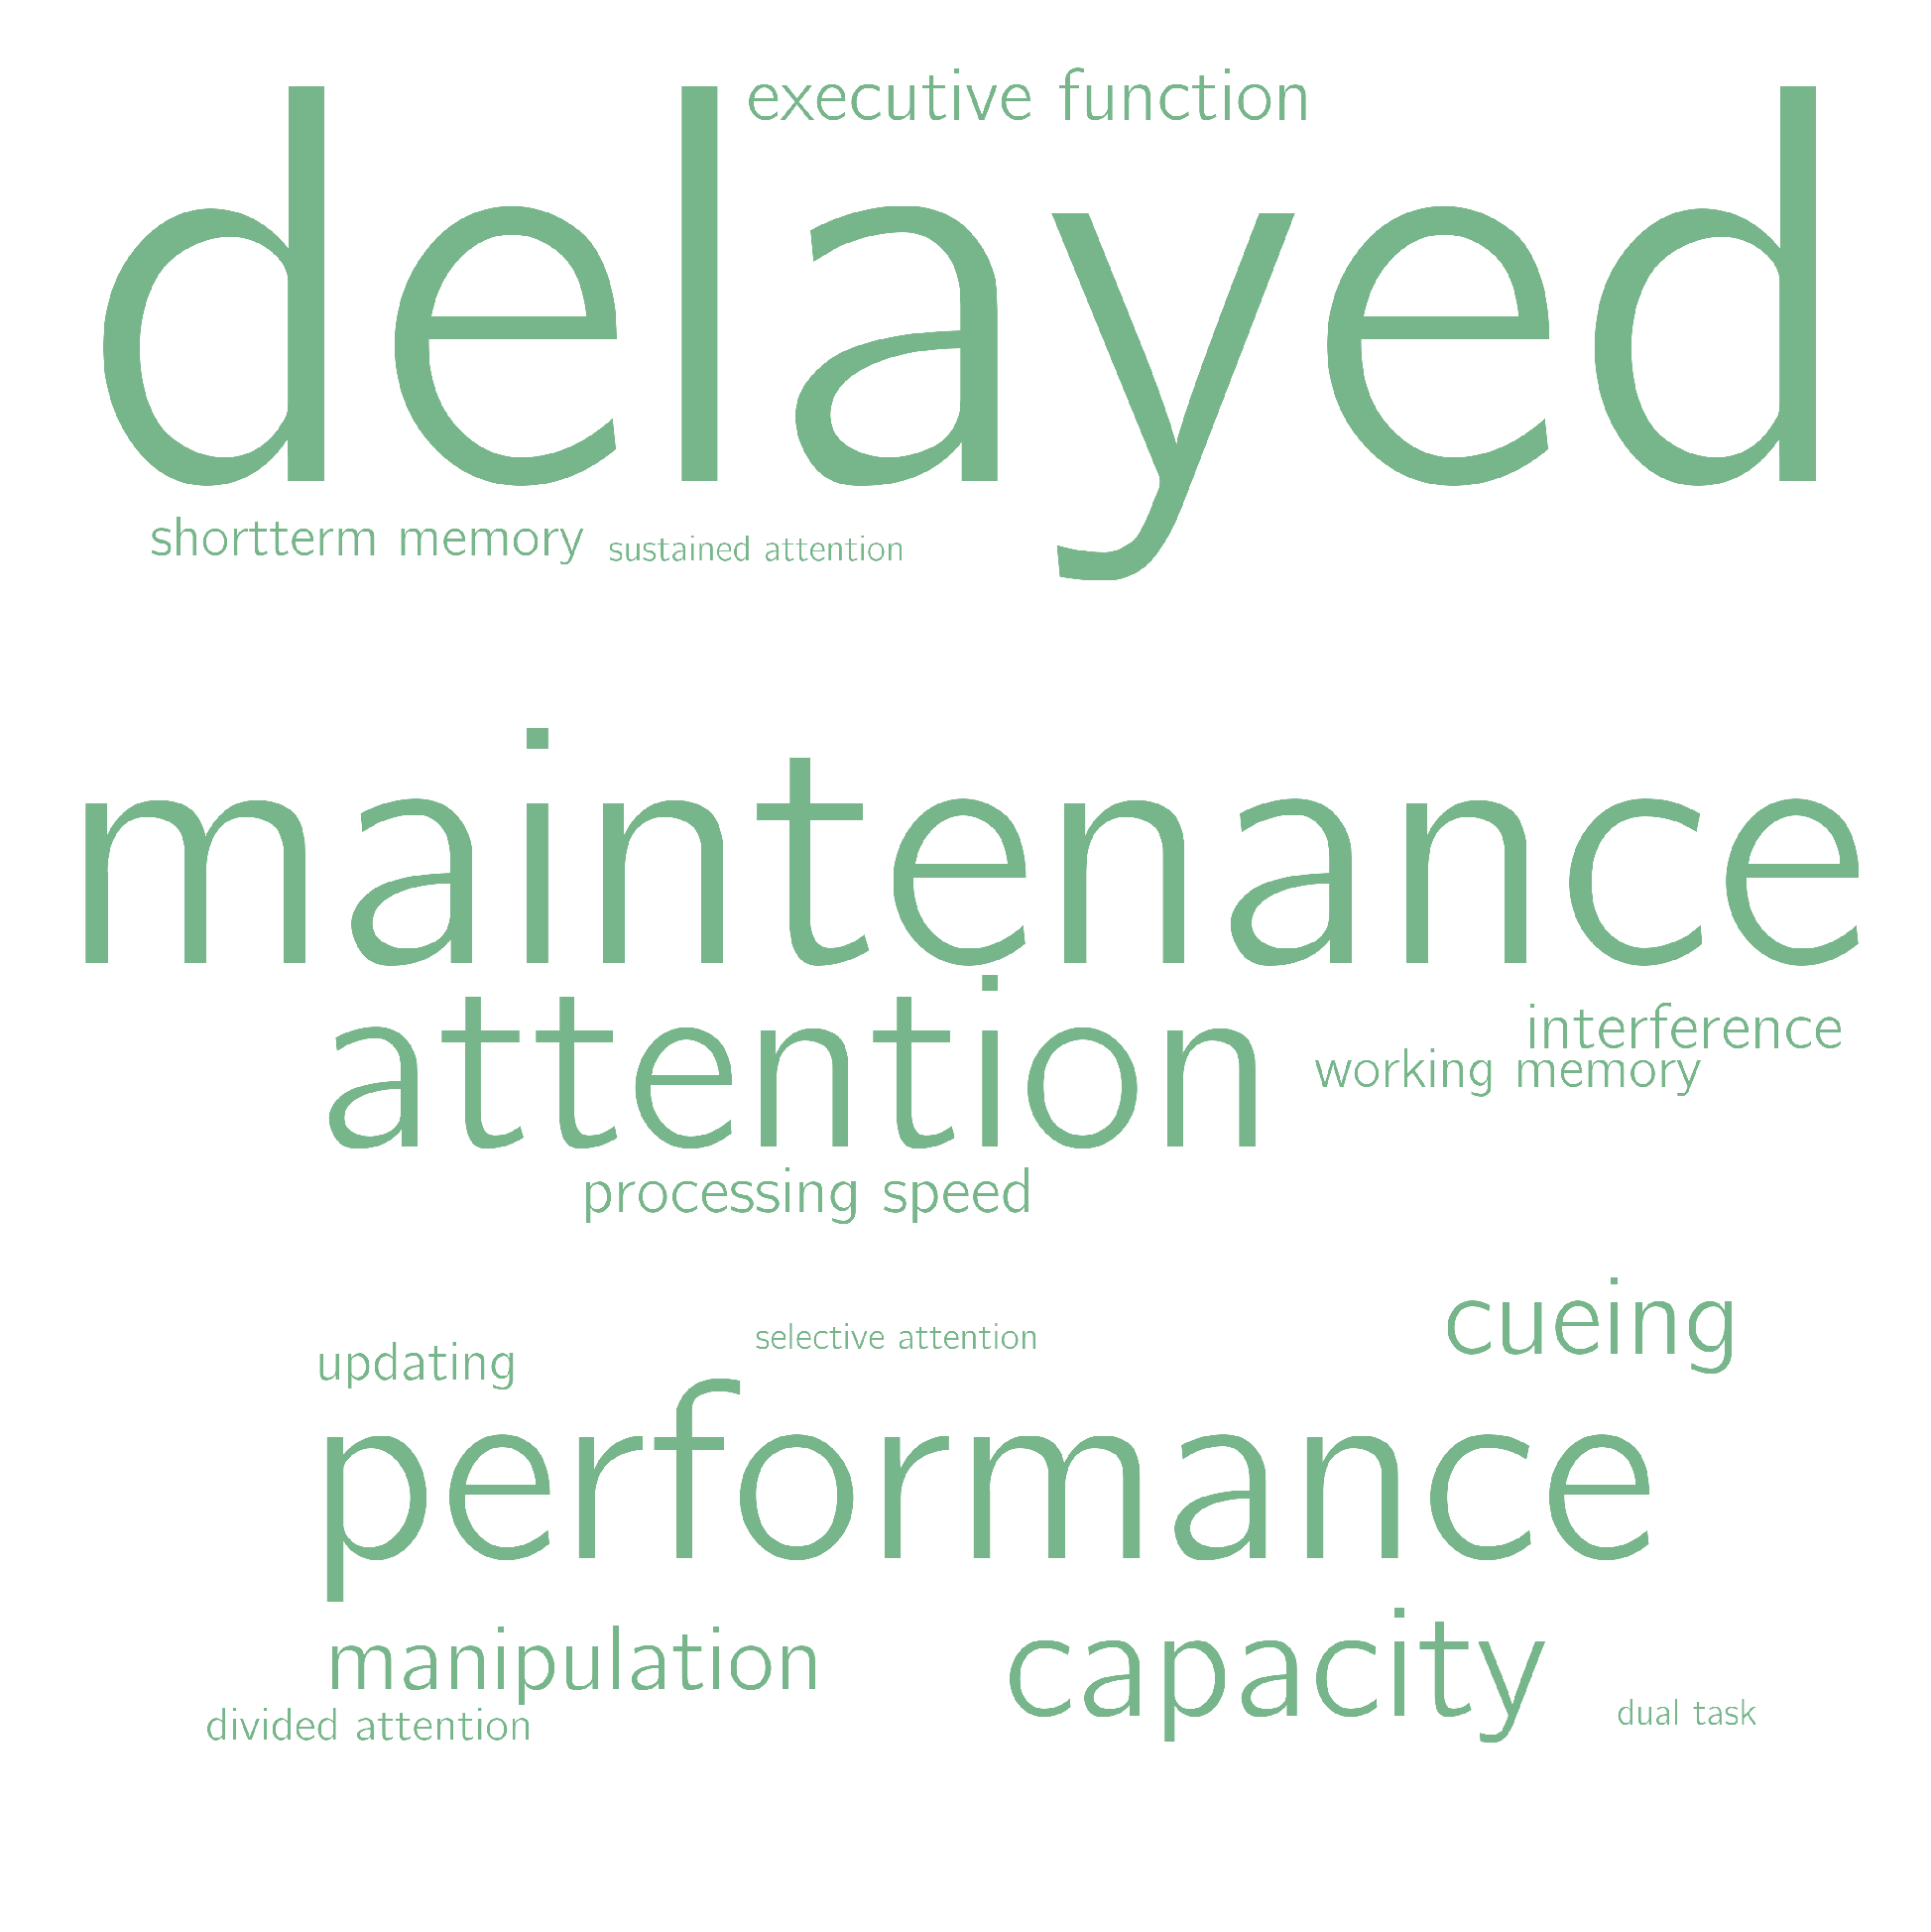 executive function
delayed
shortterm memory
sustained attention
maintenance
attention
interference
working memory
processing speed
cueing
selective attention
updating
performance
manipulation
capacity
divided attention
dual task